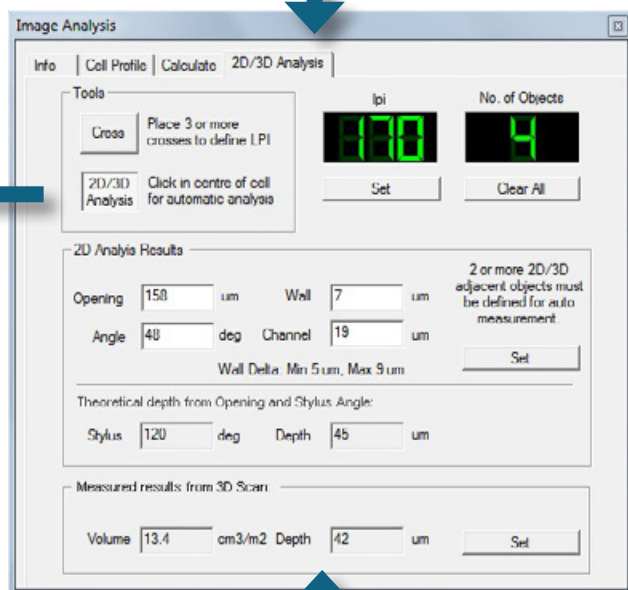 Image Analysis
Info Cell Profile Calculate 2D/3D Analysis
Tools
Cross
Place 3 or more
crosses to define LPI
2D/3D
Analysis
Click in centre of cell
for automatic analysis
lpi
170
Set
No. of Objects
4
Clear All
2D Analyis Results
Opening 158 um Wall 7 um
Angle 48 deg Channel 19 um
Wall Delta: Min 5 um, Max 9 um
2 or more 2D/3D
adjacent objects must
be defined for auto
measurement.
Set
Theoretical depth from Opening and Stylus Angle:
Stylus 120 deg Depth 45 um
Measured results from 3D Scan:
Volume 13.4 cm3/m2 Depth 42 um
Set